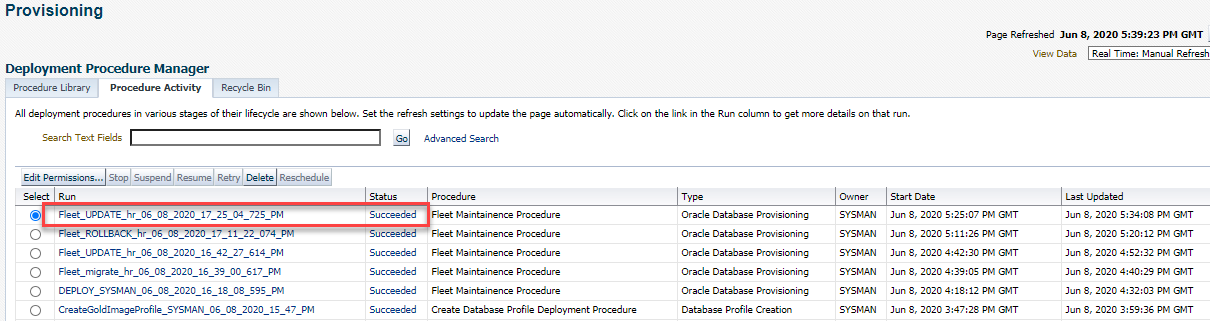 Provisioning
Page Refreshed Jun 8, 2020 5:39:23 PM GMT
View Data Real Time: Manual Refresh
Deployment Procedure Manager
Procedure Library Procedure Activity Recycle Bin
All deployment procedures in various stages of their lifecycle are shown below. Set the refresh settings to update the page automatically. Click on the link in the Run column to get more details on that run.
Search Text Fields Go Advanced Search
Edit Permissions... Stop Suspend Resume Retry Delete Reschedule
Select Run Status Procedure Type Owner Start Date Last Updated
Fleet_UPDATE_hr_06_08_2020_17_25_04_725_PM Succeeded Fleet Maintainence Procedure Oracle Database Provisioning SYSMAN Jun 8, 2020 5:25:07 PM GMT Jun 8, 2020 5:34:08 PM GMT
Fleet_ROLLBACK_hr_06_08_2020_17_11_22_074_PM Succeeded Fleet Maintainence Procedure Oracle Database Provisioning SYSMAN Jun 8, 2020 5:11:26 PM GMT Jun 8, 2020 5:20:12 PM GMT
Fleet_UPDATE_hr_06_08_2020_16_42_27_614_PM Succeeded Fleet Maintainence Procedure Oracle Database Provisioning SYSMAN Jun 8, 2020 4:42:30 PM GMT Jun 8, 2020 4:52:32 PM GMT
Fleet_migrate_hr_06_08_2020_16_39_00_617_PM Succeeded Fleet Maintainence Procedure Oracle Database Provisioning SYSMAN Jun 8, 2020 4:39:05 PM GMT Jun 8, 2020 4:40:29 PM GMT
DEPLOY_SYSMAN_06_08_2020_16_18_08_595_PM Succeeded Fleet Maintainence Procedure Oracle Database Provisioning SYSMAN Jun 8, 2020 4:18:12 PM GMT Jun 8, 2020 4:32:03 PM GMT
CreateGoldImageProfile_SYSMAN_06_08_2020_15_47_PM Succeeded Create Database Profile Deployment Procedure Database Profile Creation SYSMAN Jun 8, 2020 3:47:28 PM GMT Jun 8, 2020 3:59:36 PM GMT